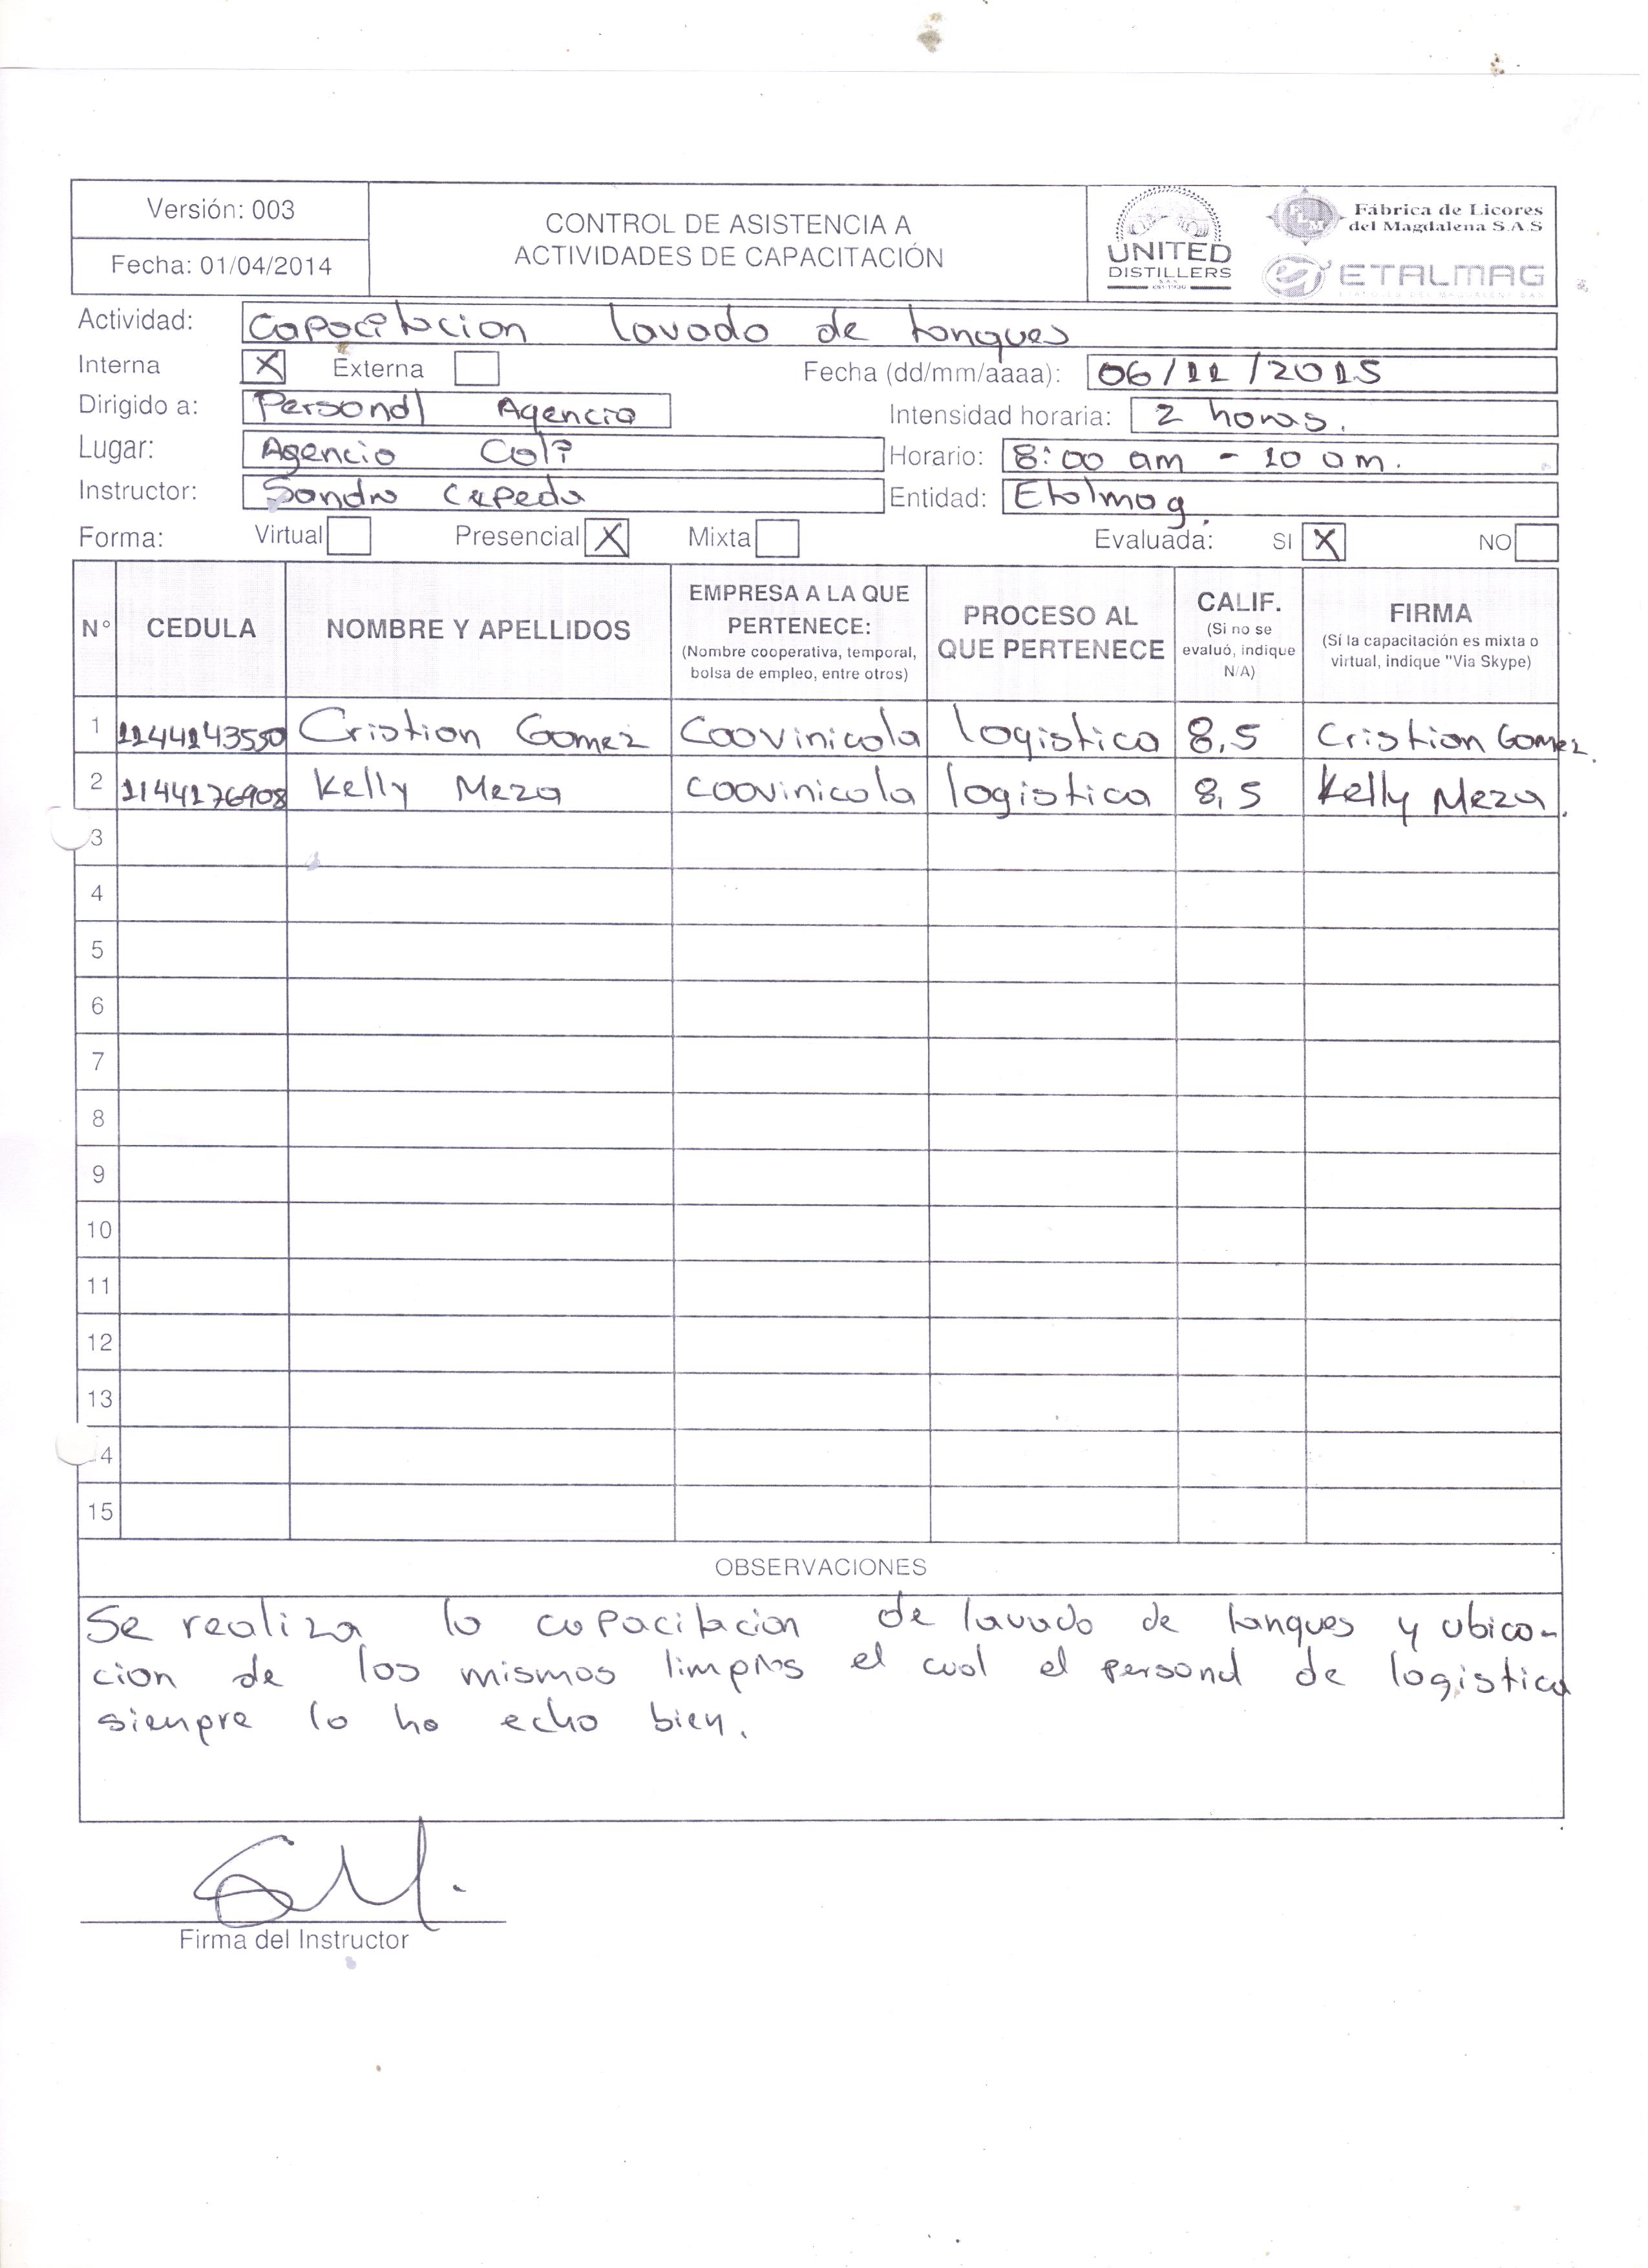 Versión: 003
Fecha: 01/04/2014
CONTROL DE ASISTENCIA A
ACTIVIDADES DE CAPACITACIÓN
UNITED
DISTILLERS
S.A.S.
Fábrica de Licores
del Magdalena S.A.S
ETALMAG
Actividad: Capacitacion lavado de tanques
Interna X Externa Fecha (dd/mm/aaaa): 06/11/2015
Dirigido a: Personal Agencia Intensidad horaria: 2 horas.
Lugar: Agencia Cali Horario: 8:00 am - 10 am.
Instructor: Sandra Cepeda Entidad: Etalmag
Forma: Virtual Presencial X Mixta Evaluada: SI X NO
N° CEDULA NOMBRE Y APELLIDOS EMPRESA A LA QUE PERTENECE: (Nombre cooperativa, temporal, bolsa de empleo, entre otros) PROCESO AL QUE PERTENECE CALIF. (Si no se evaluó, indique N/A) FIRMA (Sí la capacitación es mixta o virtual, indique "Via Skype)
1 1144143550 Cristian Gomez Coovinicola logistica 8,5 Cristian Gomez.
2 1144176908 Kelly Meza coovinicola logistica 8,5 Kelly Meza.
3
4
5
6
7
8
9
10
11
12
13
4
15
OBSERVACIONES
Se realiza la capacitacion de lavado de tanques y ubica-
cion de los mismos limpios el cual el personal de logistica
siempre lo ha echo bien.
Firma del Instructor